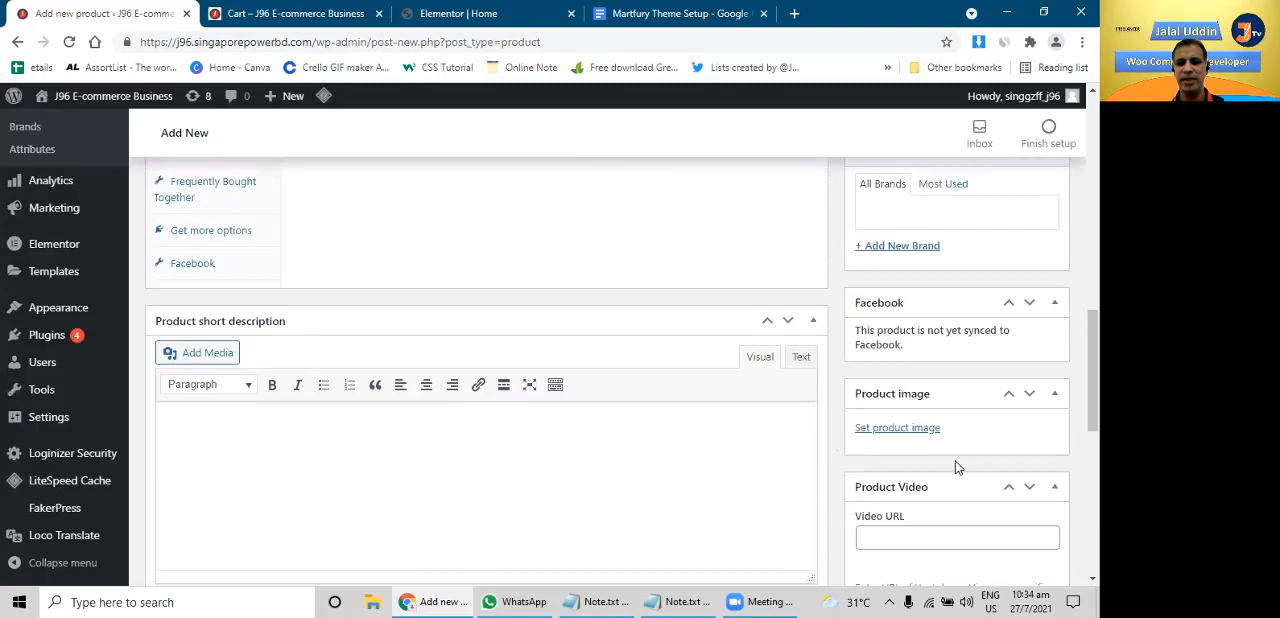 Add new product ‹ J96 E-comme
Cart – J96 E-commerce Business
Elementor | Home
Martfury Theme Setup - Google
https://j96.singaporepowerbd.com/wp-admin/post-new.php?post_type=product
etails
AssortList - The wor...
Home - Canva
Crello GIF maker A...
CSS Tutorial
Online Note
Free download Gre...
Lists created by @J...
»
Other bookmarks
Reading list
J96 E-commerce Business
8
0
New
Howdy, singgzff_j96
Brands
Attributes
Analytics
Marketing
Elementor
Templates
Appearance
Plugins 4
Users
Tools
Settings
Loginizer Security
LiteSpeed Cache
FakerPress
Loco Translate
Collapse menu
Add New
Inbox
Finish setup
Frequently Bought
Together
Get more options
Facebook
Product short description
Add Media
Visual
Text
Paragraph
All Brands
Most Used
+ Add New Brand
Facebook
This product is not yet synced to
Facebook.
Product image
Set product image
Product Video
Video URL
Jalal Uddin
TV
Type here to search
Add new ...
WhatsApp
Note.txt ...
Note.txt ...
Meeting ...
31°C
ENG
US
10:34 am
27/7/2021